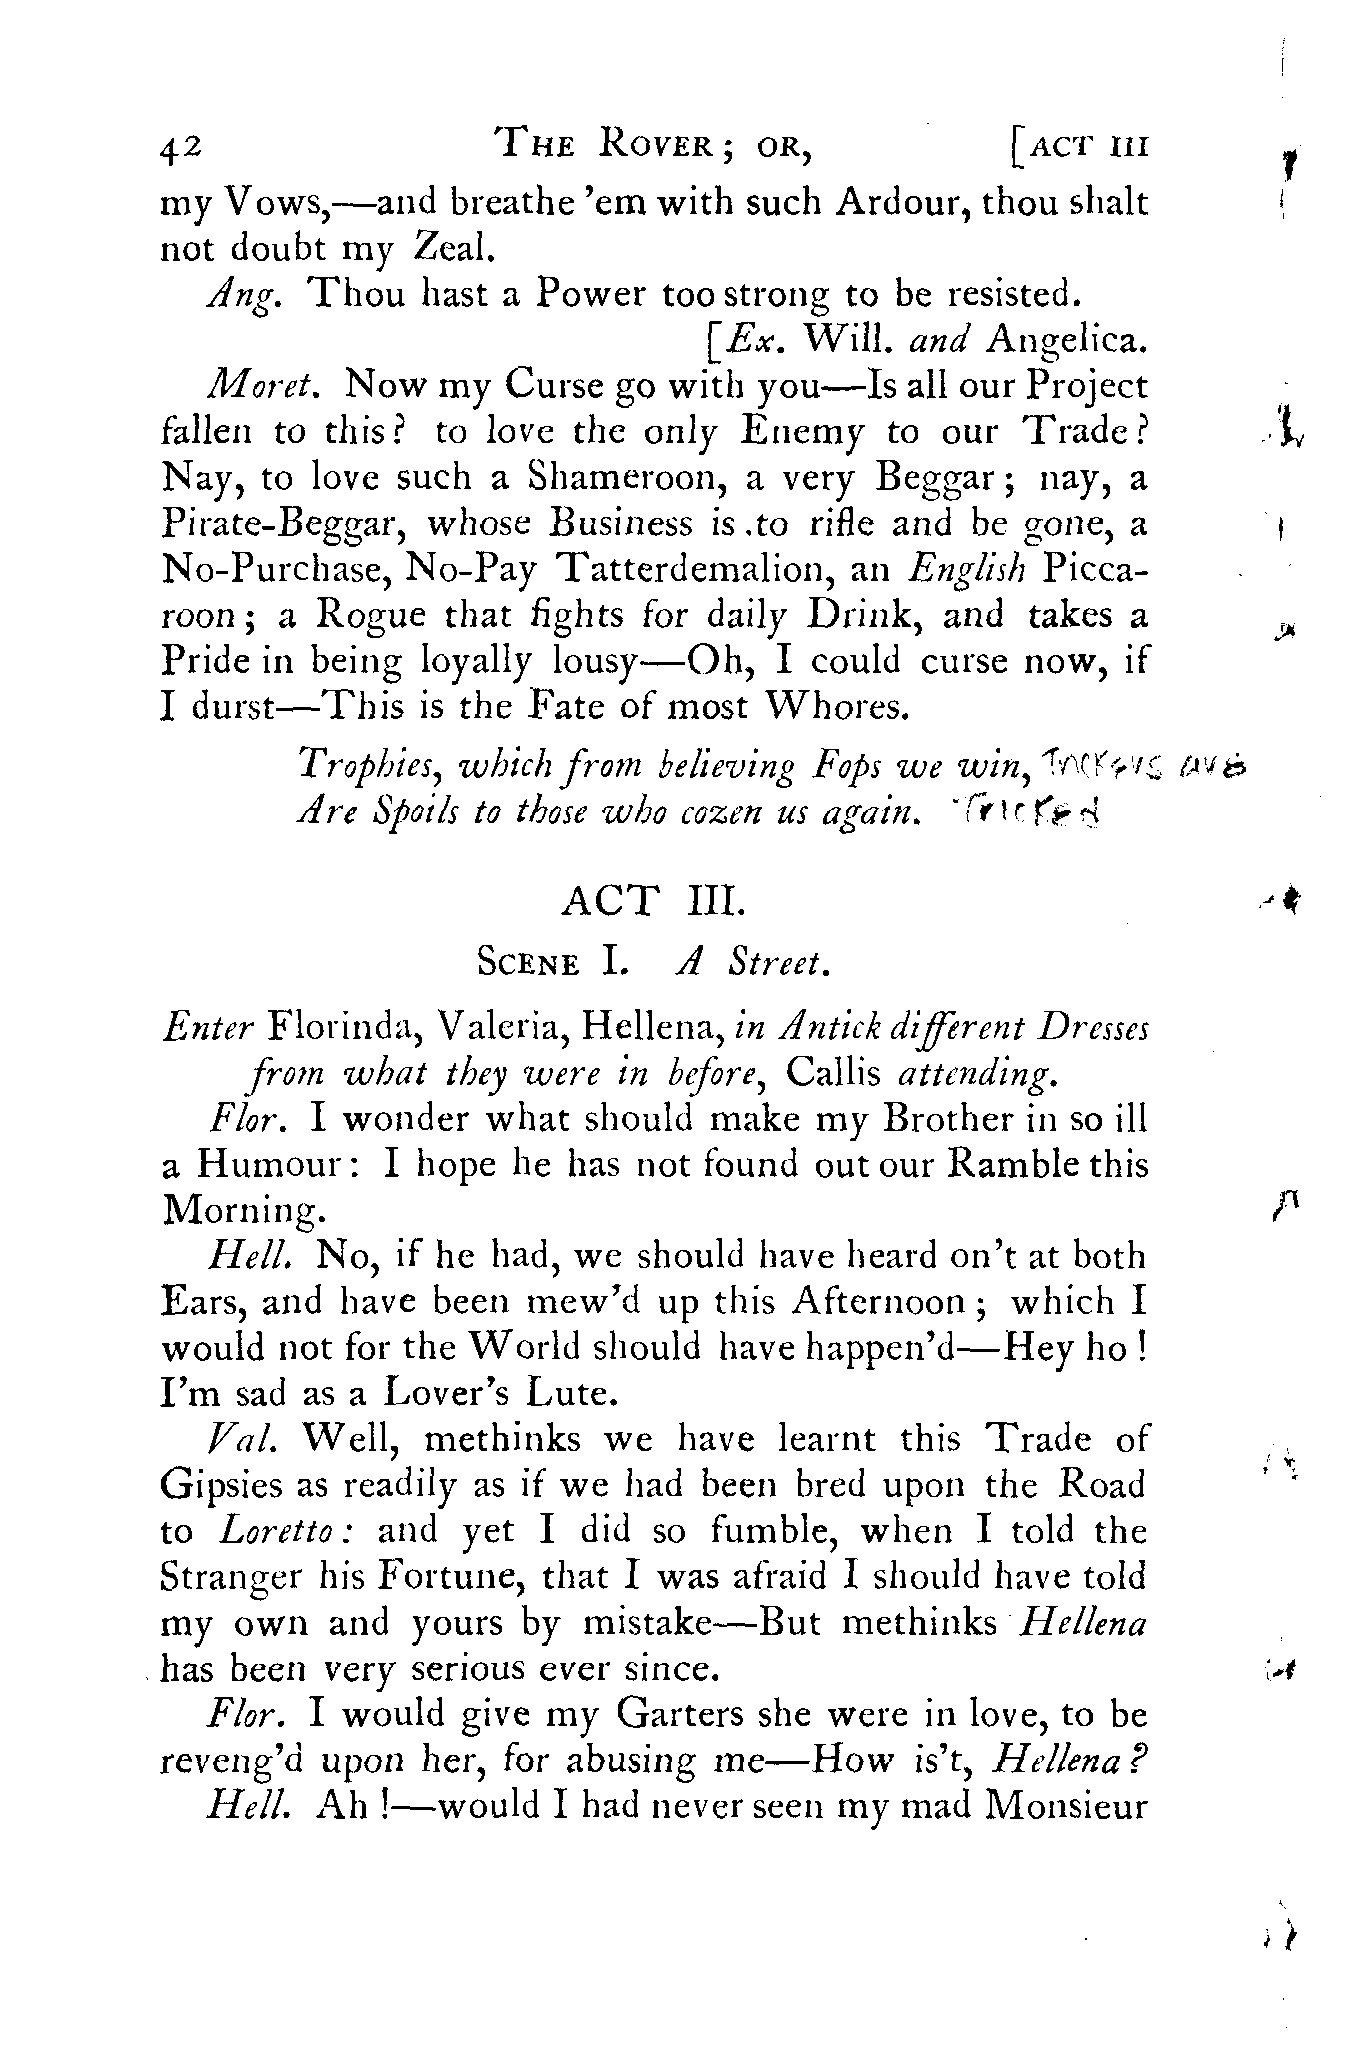 42 THE ROVER; OR, [ACT III
my Vows,—and breathe 'em with such Ardour, thou shalt
not doubt my Zeal.
Ang. Thou hast a Power too strong to be resisted.
[Ex. Will. and Angelica.
Moret. Now my Curse go with you—Is all our Project
fallen to this? to love the only Enemy to our Trade?
Nay, to love such a Shameroon, a very Beggar; nay, a
Pirate-Beggar, whose Business is to rifle and be gone, a
No-Purchase, No-Pay Tatterdemalion, an English Picca-
roon; a Rogue that fights for daily Drink, and takes a
Pride in being loyally lousy—Oh, I could curse now, if
I durst—This is the Fate of most Whores.
Trophies, which from believing Fops we win, Trickers are
Are Spoils to those who cozen us again. Tricked
ACT III.
SCENE I. A Street.
Enter Florinda, Valeria, Hellena, in Antick different Dresses
from what they were in before, Callis attending.
Flor. I wonder what should make my Brother in so ill
a Humour: I hope he has not found out our Ramble this
Morning.
Hell. No, if he had, we should have heard on't at both
Ears, and have been mew'd up this Afternoon; which I
would not for the World should have happen'd—Hey ho!
I'm sad as a Lover's Lute.
Val. Well, methinks we have learnt this Trade of
Gipsies as readily as if we had been bred upon the Road
to Loretto: and yet I did so fumble, when I told the
Stranger his Fortune, that I was afraid I should have told
my own and yours by mistake—But methinks Hellena
has been very serious ever since.
Flor. I would give my Garters she were in love, to be
reveng'd upon her, for abusing me—How is't, Hellena?
Hell. Ah!—would I had never seen my mad Monsieur